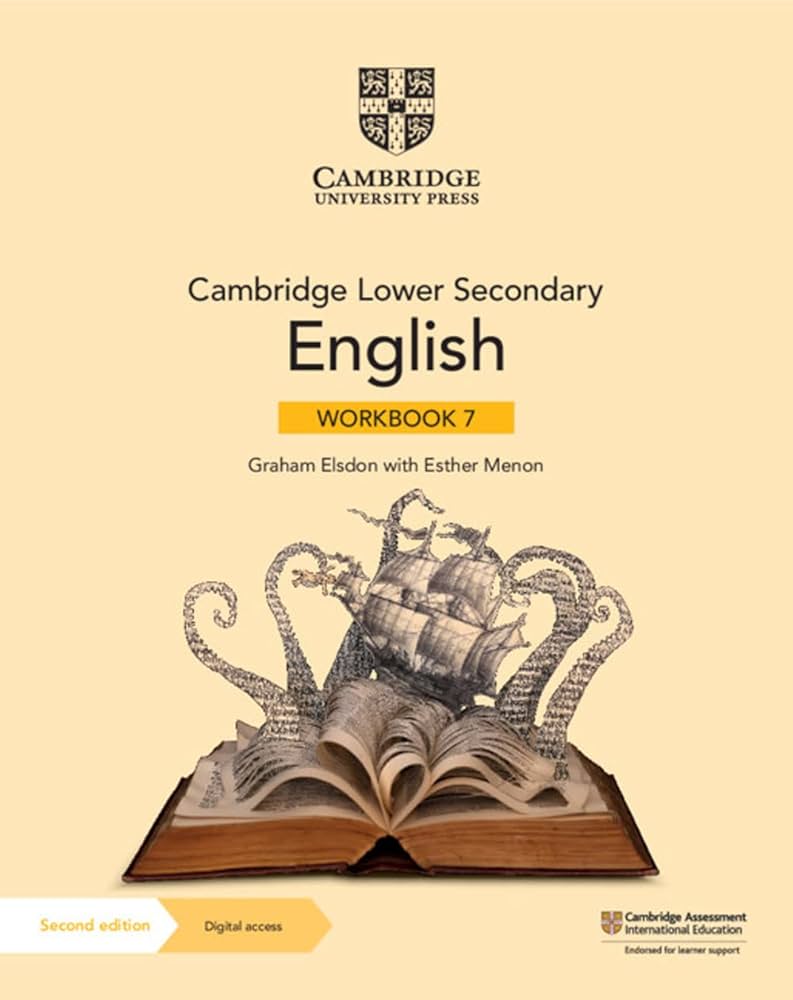 CAMBRIDGE
UNIVERSITY PRESS
Cambridge Lower Secondary
English
WORKBOOK 7
Graham Elsdon with Esther Menon
Second edition
Digital access
Cambridge Assessment
International Education
Endorsed for learner support